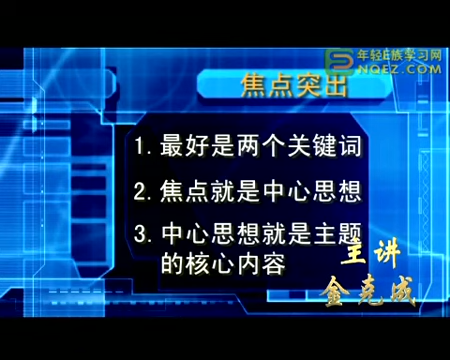 年轻E族学习网
NQEZ.COM
焦点突出
1. 最好是两个关键词
2. 焦点就是中心思想
3. 中心思想就是主题
的核心内容
主讲
金克成